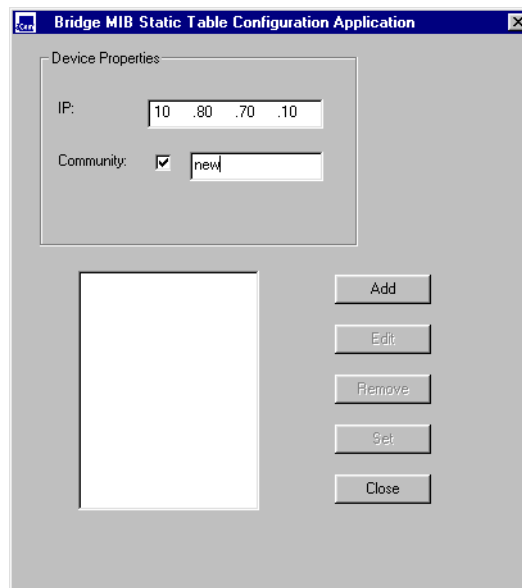 Bridge MIB Static Table Configuration Application
Device Properties
IP: 10 .80 .70 .10
Community: new
Add
Edit
Remove
Set
Close